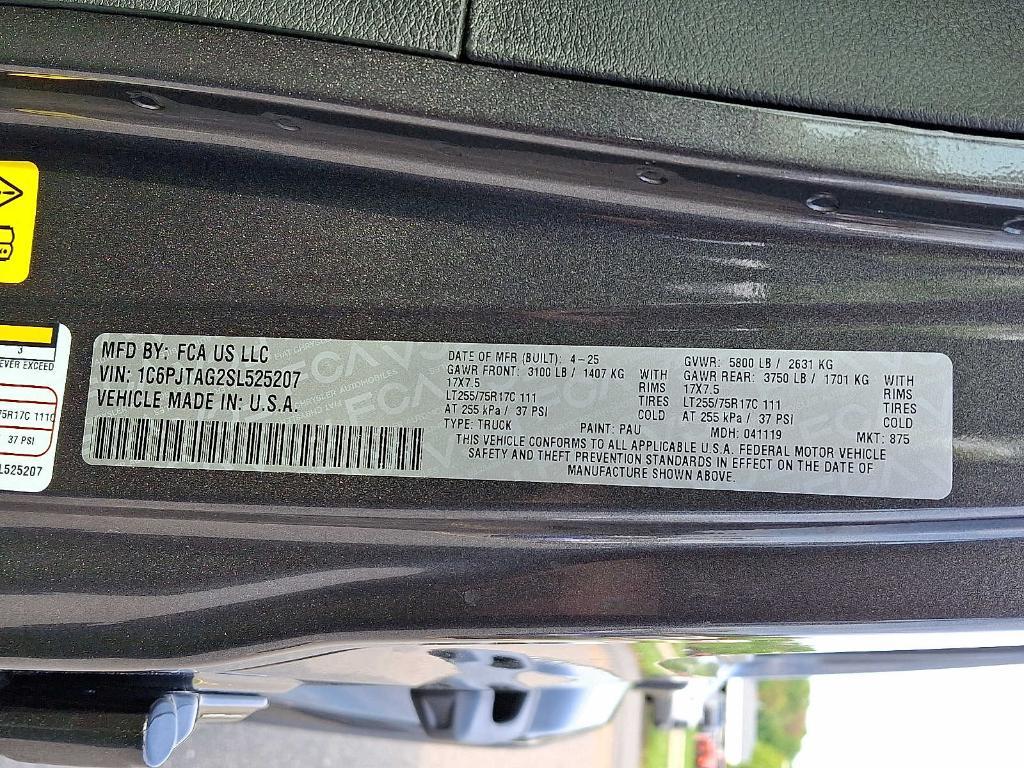 MFD BY: FCA US LLC
VIN: 1C6PJTAG2SL525207
VEHICLE MADE IN: U.S.A.
DATE OF MFR (BUILT): 4-25
GAWR FRONT: 3100 LB / 1407 KG WITH
17X7.5 RIMS
LT255/75R17C 111 TIRES
AT 255 kPa / 37 PSI COLD
GVWR: 5800 LB / 2631 KG
GAWR REAR: 3750 LB / 1701 KG WITH
17X7.5 RIMS
LT255/75R17C 111 TIRES
AT 255 kPa / 37 PSI COLD
TYPE: TRUCK PAINT: PAU MDH: 041119 MKT: 875
THIS VEHICLE CONFORMS TO ALL APPLICABLE U.S.A. FEDERAL MOTOR VEHICLE
SAFETY AND THEFT PREVENTION STANDARDS IN EFFECT ON THE DATE OF
MANUFACTURE SHOWN ABOVE.
3
EVER EXCEED
75R17C 111
37 PSI
L525207